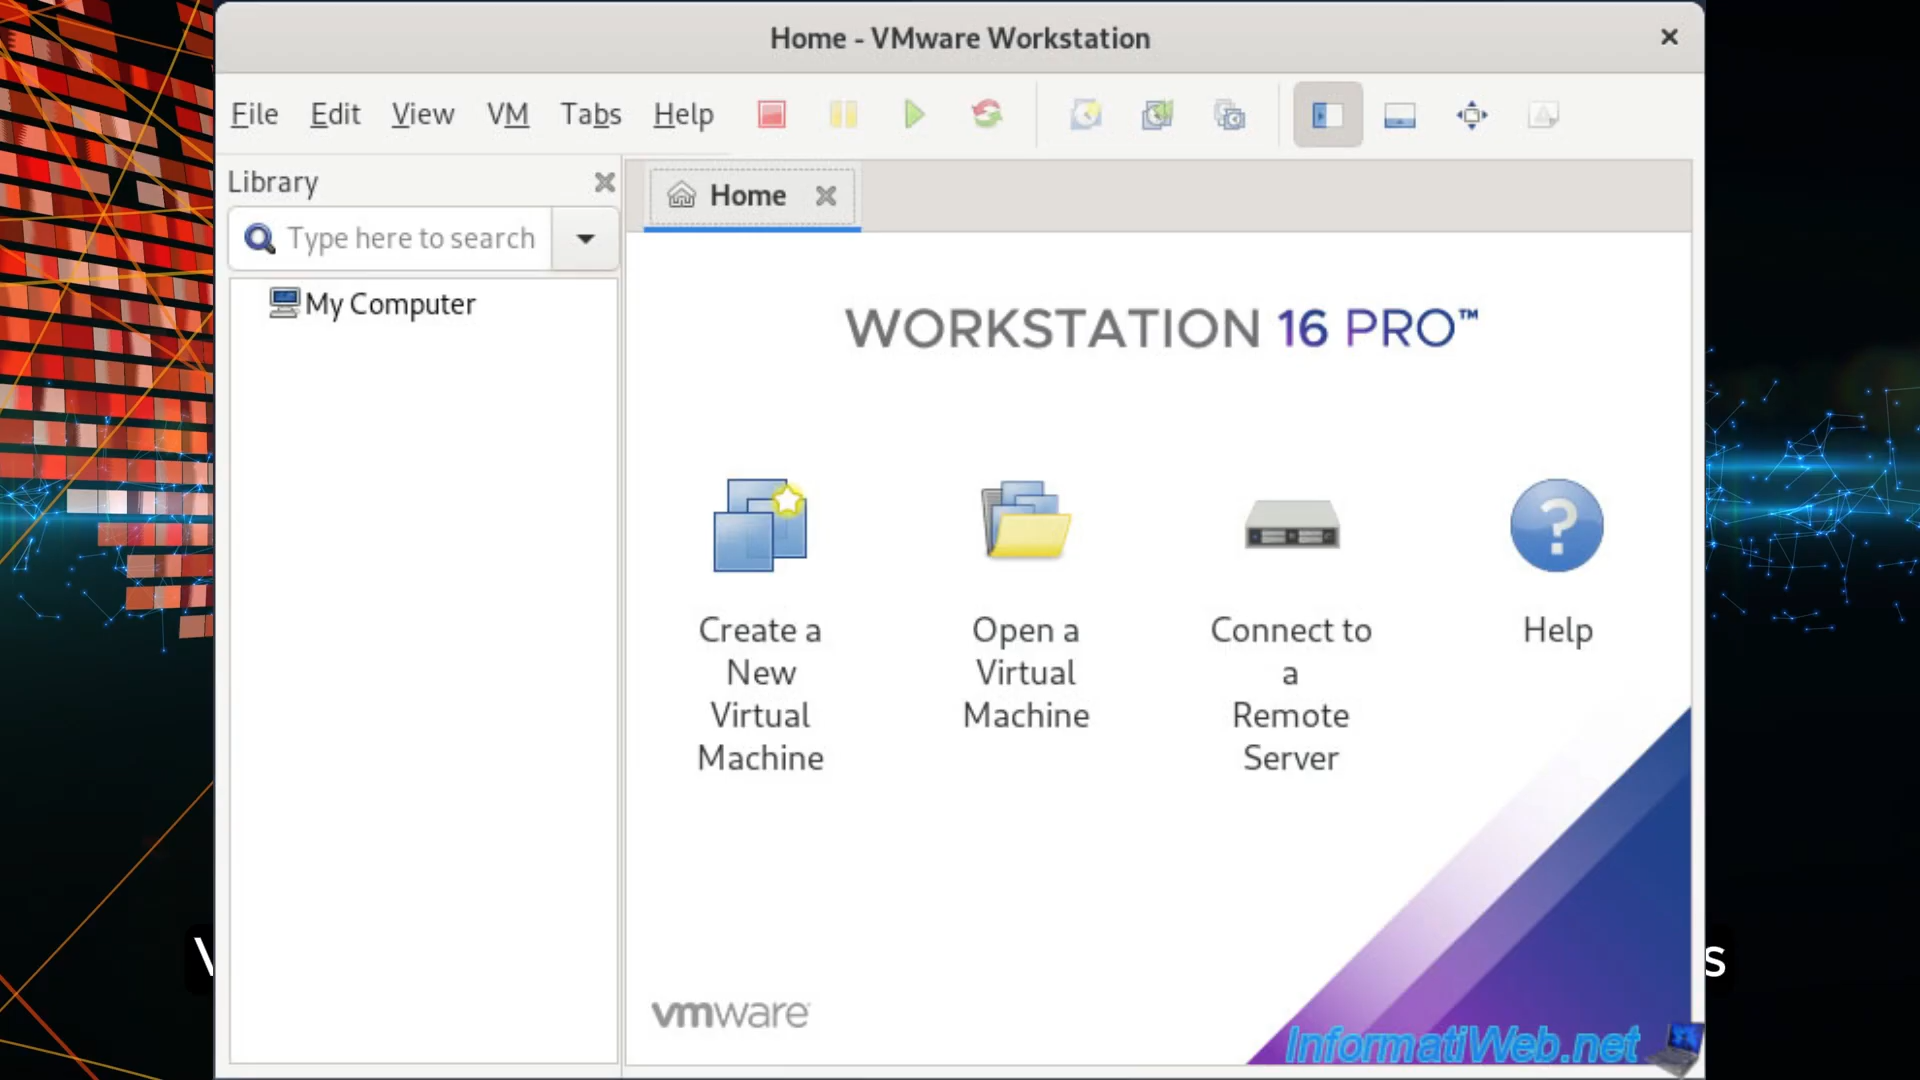 Home - VMware Workstation
File Edit View VM Tabs Help
Library
Home
Type here to search
My Computer
WORKSTATION 16 PRO™
Create a
New
Virtual
Machine
Open a
Virtual
Machine
Connect to
a
Remote
Server
Help
vmware
InformatiWeb.net